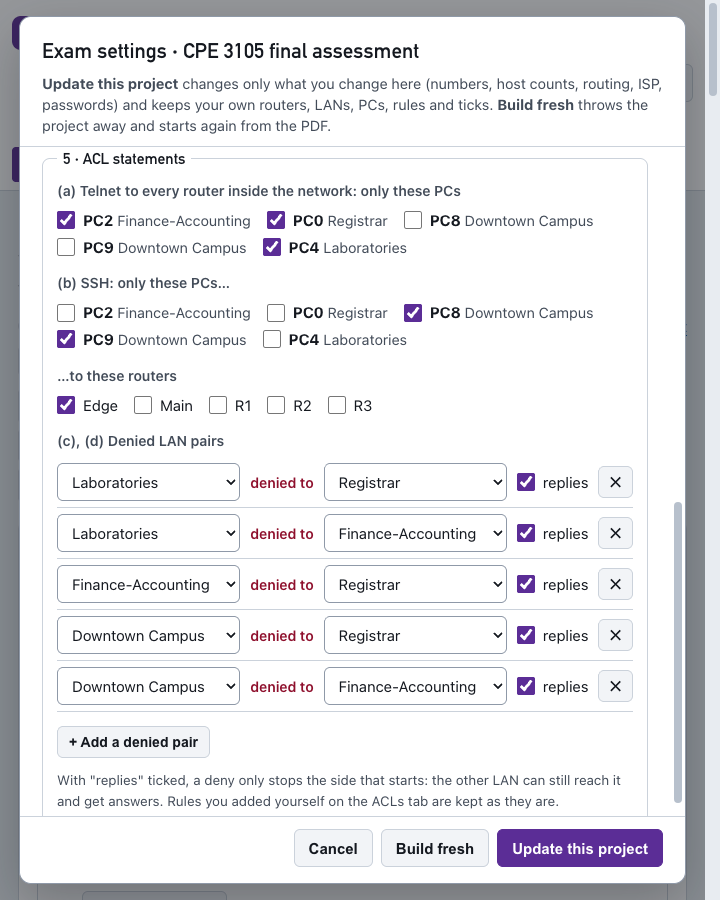 Exam settings · CPE 3105 final assessment
Update this project changes only what you change here (numbers, host counts, routing, ISP,
passwords) and keeps your own routers, LANs, PCs, rules and ticks. Build fresh throws the
project away and starts again from the PDF.
5 · ACL statements
(a) Telnet to every router inside the network: only these PCs
PC2 Finance-Accounting PC0 Registrar PC8 Downtown Campus
PC9 Downtown Campus PC4 Laboratories
(b) SSH: only these PCs...
PC2 Finance-Accounting PC0 Registrar PC8 Downtown Campus
PC9 Downtown Campus PC4 Laboratories
...to these routers
Edge Main R1 R2 R3
(c), (d) Denied LAN pairs
Laboratories denied to Registrar replies ✕
Laboratories denied to Finance-Accounting replies ✕
Finance-Accounting denied to Registrar replies ✕
Downtown Campus denied to Registrar replies ✕
Downtown Campus denied to Finance-Accounting replies ✕
+ Add a denied pair
With "replies" ticked, a deny only stops the side that starts: the other LAN can still reach it
and get answers. Rules you added yourself on the ACLs tab are kept as they are.
Cancel Build fresh Update this project